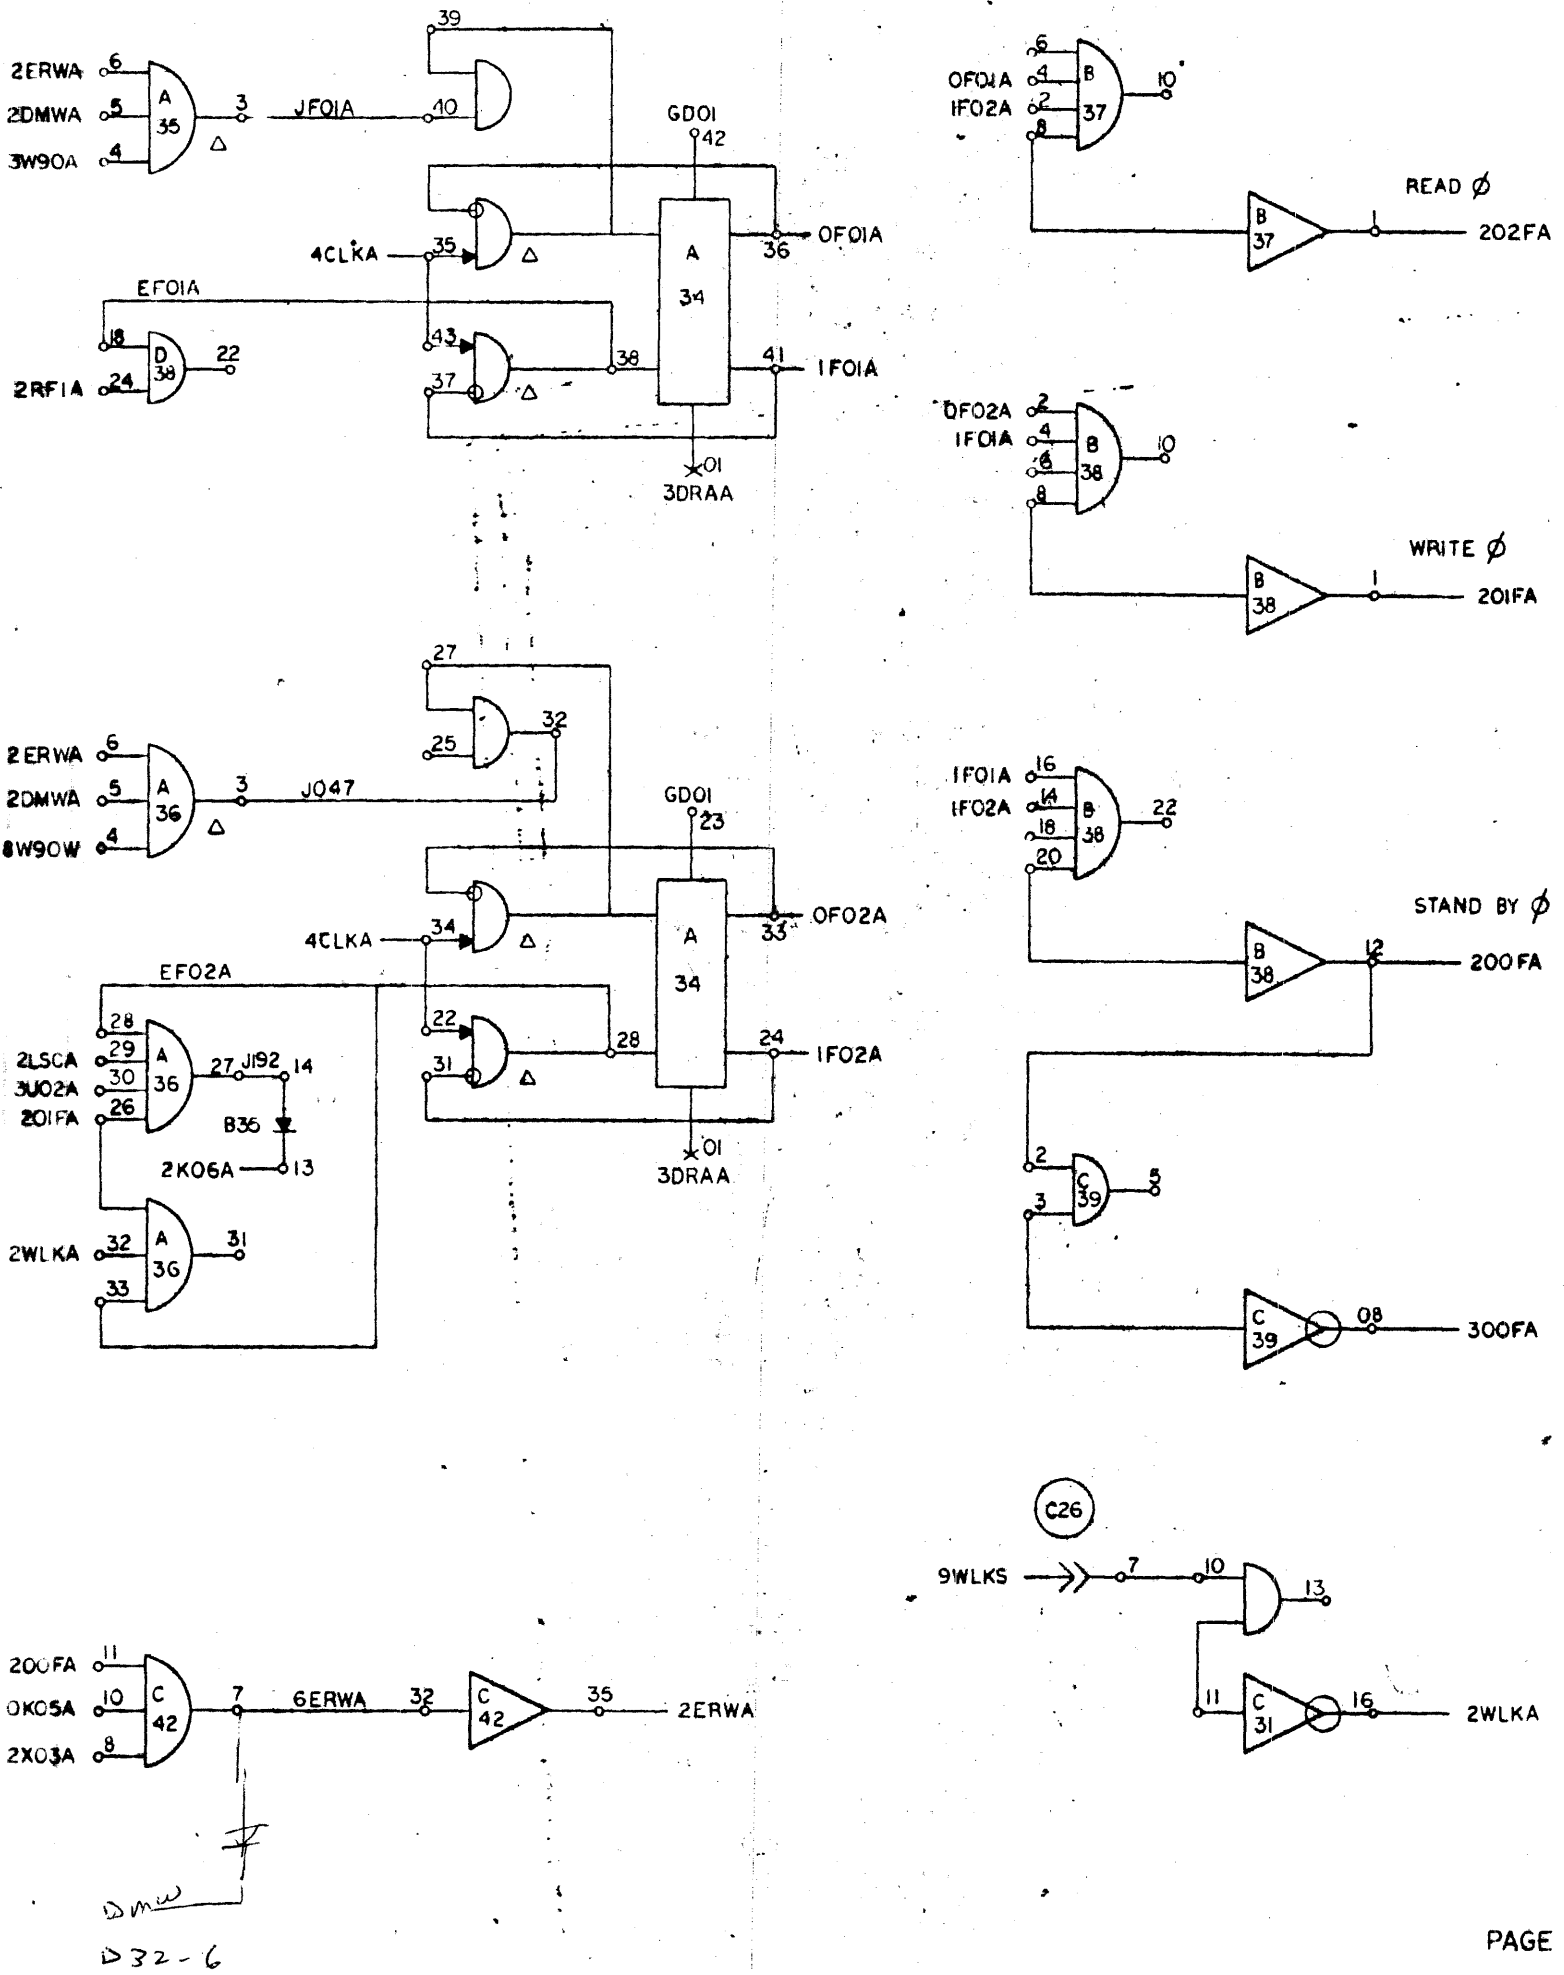 39
2ERWA 6
A 35
2DMWA 5
3 JF01A 40
3W90A 4
GD01
42
4CLKA 35
0F01A
36
A
34
EF01A
18
D 38
22
2RF1A 24
43
37
38
41
1F01A
01
3DRAA
27
25
32
2ERWA 6
A 36
2DMWA 5
3 J047
4
GD01
23
4CLKA 34
0F02A
33
A
34
EF02A
28
2LSCA 29
3U02A 30
201FA 26
A 36
27 J192 14
B35
2K06A 13
22
31
28
24
1F02A
01
3DRAA
2WLKA 32
A 36
31
33
200FA 11
0K05A 10
2X03A 8
C 42
7 6ERWA 32
C 42
35 2ERWA
DMW
D32-6
6
0F01A 4
1F02A 2
8
B 37
10
READ Ø
B 37
1
202FA
0F02A 2
1F01A 4
6
8
B 38
10
WRITE Ø
B 38
1
201FA
1F01A 16
1F02A 14
18
20
B 38
22
STAND BY Ø
B 38
12
200FA
2
3
C 39
5
C 39
08
300FA
C26
9WLKS 7 10
13
11
C 31
16
2WLKA
PAGE